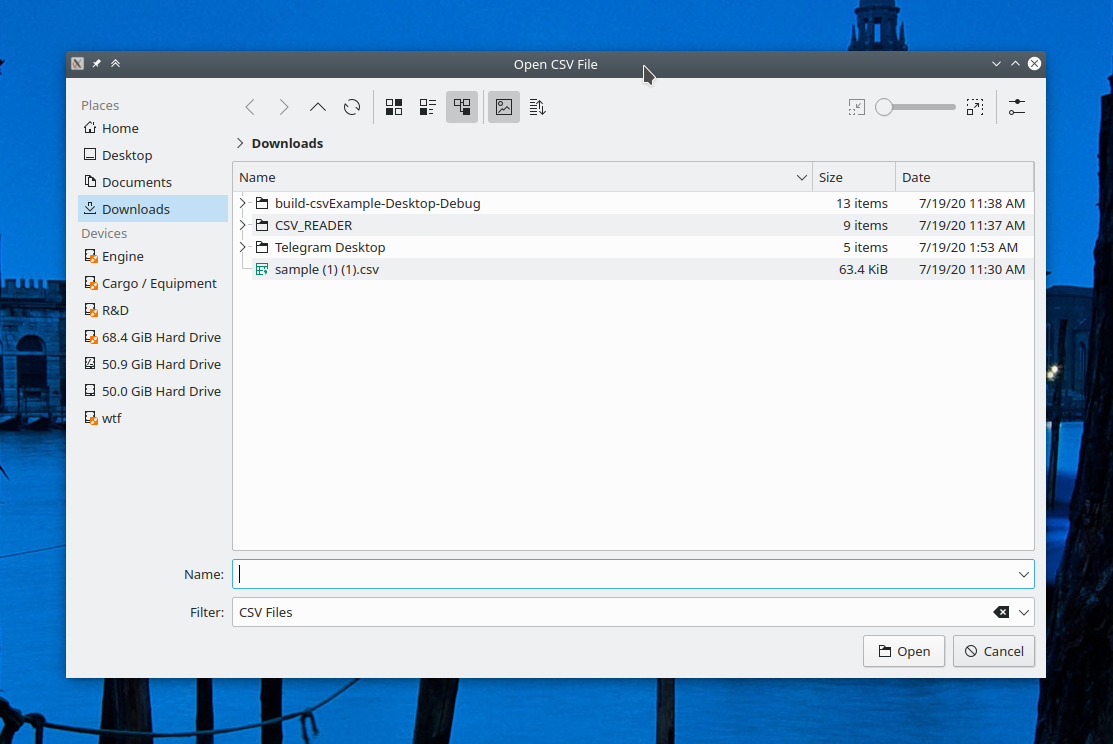 Open CSV File
Places
Home
Desktop
Documents
Downloads
Devices
Engine
Cargo / Equipment
R&D
68.4 GiB Hard Drive
50.9 GiB Hard Drive
50.0 GiB Hard Drive
wtf
Downloads
Name Size Date
build-csvExample-Desktop-Debug 13 items 7/19/20 11:38 AM
CSV_READER 9 items 7/19/20 11:37 AM
Telegram Desktop 5 items 7/19/20 1:53 AM
sample (1) (1).csv 63.4 KiB 7/19/20 11:30 AM
Name:
Filter: CSV Files
Open Cancel